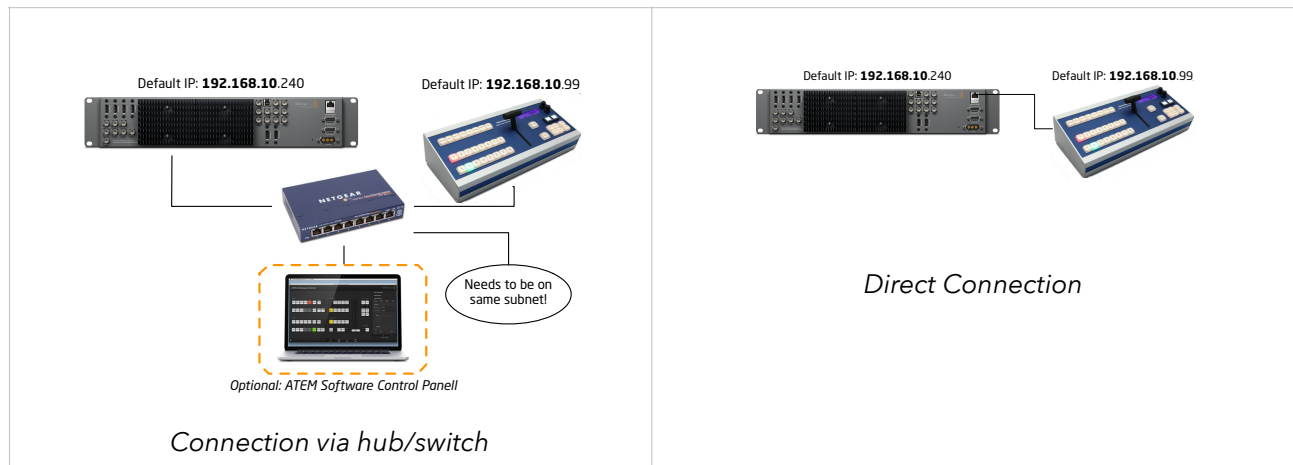 Default IP: 192.168.10.240
Default IP: 192.168.10.99
NETGEAR
Needs to be on
same subnet!
Optional: ATEM Software Control Panell
Connection via hub/switch
Default IP: 192.168.10.240
Default IP: 192.168.10.99
Direct Connection